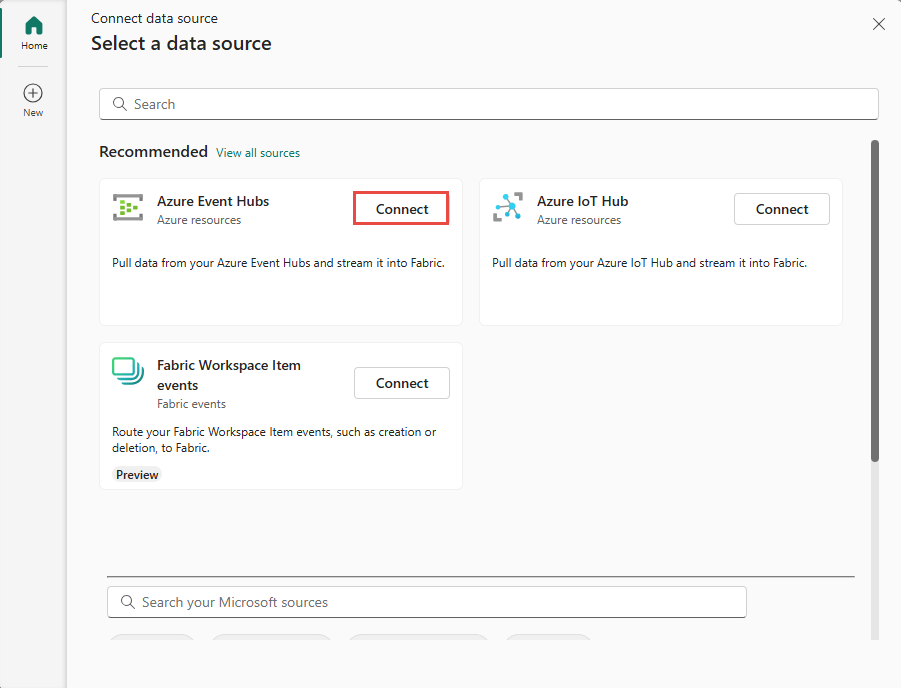 Home
New
Connect data source
Select a data source
Search
Recommended View all sources
Azure Event Hubs
Azure resources
Connect
Pull data from your Azure Event Hubs and stream it into Fabric.
Azure IoT Hub
Azure resources
Connect
Pull data from your Azure IoT Hub and stream it into Fabric.
Fabric Workspace Item
events
Fabric events
Connect
Route your Fabric Workspace Item events, such as creation or
deletion, to Fabric.
Preview
Search your Microsoft sources